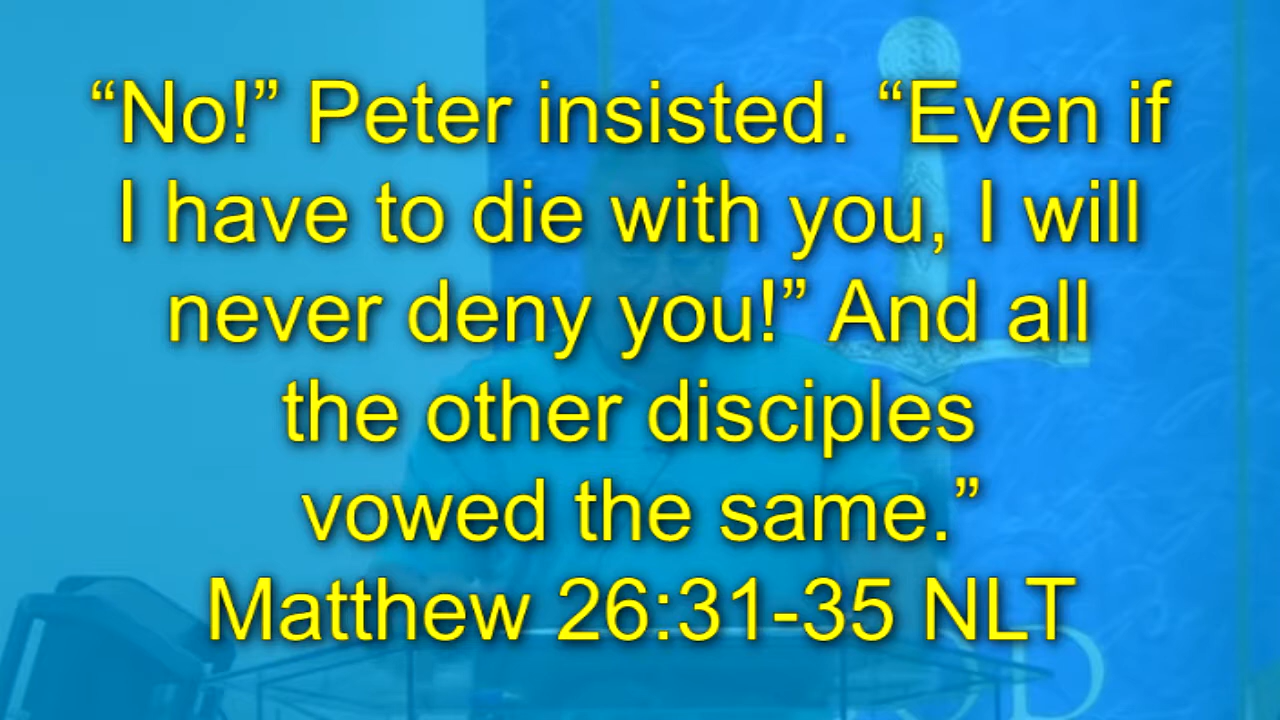 “No!” Peter insisted. “Even if
I have to die with you, I will
never deny you!” And all
the other disciples
vowed the same.”
Matthew 26:31-35 NLT